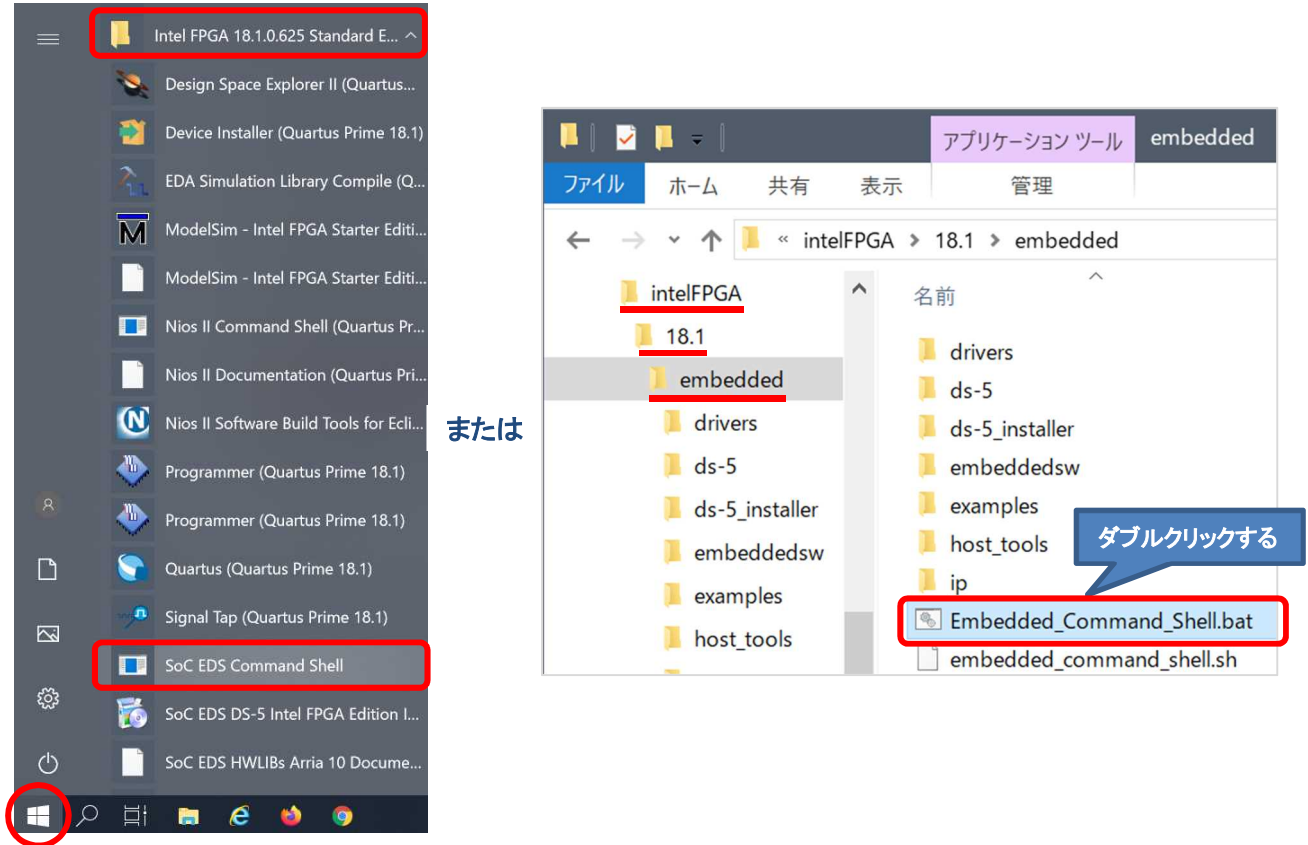 Intel FPGA 18.1.0.625 Standard E...
Design Space Explorer II (Quartus...
Device Installer (Quartus Prime 18.1)
EDA Simulation Library Compile (Q...
ModelSim - Intel FPGA Starter Editi...
ModelSim - Intel FPGA Starter Editi...
Nios II Command Shell (Quartus Pr...
Nios II Documentation (Quartus Pri...
Nios II Software Build Tools for Ecli...
Programmer (Quartus Prime 18.1)
Programmer (Quartus Prime 18.1)
Quartus (Quartus Prime 18.1)
Signal Tap (Quartus Prime 18.1)
SoC EDS Command Shell
SoC EDS DS-5 Intel FPGA Edition I...
SoC EDS HWLIBs Arria 10 Docume...
または
アプリケーション ツール embedded
ファイル ホーム 共有 表示 管理
« intelFPGA > 18.1 > embedded
intelFPGA
18.1
embedded
drivers
ds-5
ds-5_installer
embeddedsw
examples
host_tools
名前
drivers
ds-5
ds-5_installer
embeddedsw
examples
host_tools
ip
Embedded_Command_Shell.bat
embedded_command_shell.sh
ダブルクリックする